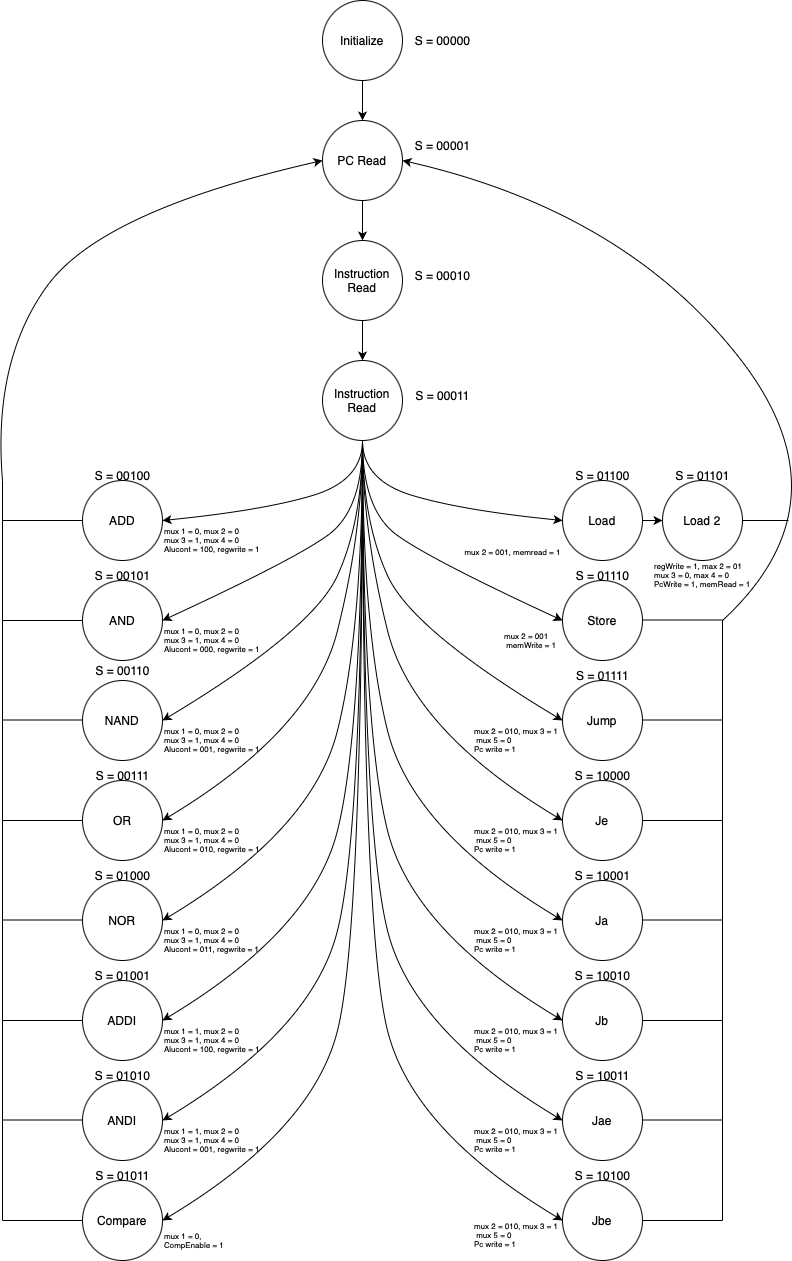 Initialize
S = 00000
PC Read
S = 00001
Instruction
Read
S = 00010
Instruction
Read
S = 00011
S = 00100
ADD
mux 1 = 0, mux 2 = 0
mux 3 = 1, mux 4 = 0
Alucont = 100, regwrite = 1
S = 00101
AND
mux 1 = 0, mux 2 = 0
mux 3 = 1, mux 4 = 0
Alucont = 000, regwrite = 1
S = 00110
NAND
mux 1 = 0, mux 2 = 0
mux 3 = 1, mux 4 = 0
Alucont = 001, regwrite = 1
S = 00111
OR
mux 1 = 0, mux 2 = 0
mux 3 = 1, mux 4 = 0
Alucont = 010, regwrite = 1
S = 01000
NOR
mux 1 = 0, mux 2 = 0
mux 3 = 1, mux 4 = 0
Alucont = 011, regwrite = 1
S = 01001
ADDI
mux 1 = 1, mux 2 = 0
mux 3 = 1, mux 4 = 0
Alucont = 100, regwrite = 1
S = 01010
ANDI
mux 1 = 1, mux 2 = 0
mux 3 = 1, mux 4 = 0
Alucont = 001, regwrite = 1
S = 01011
Compare
mux 1 = 0,
CompEnable = 1
S = 01100
Load
mux 2 = 001, memread = 1
S = 01101
Load 2
regWrite = 1, max 2 = 01
mux 3 = 0, max 4 = 0
PcWrite = 1, memRead = 1
S = 01110
Store
mux 2 = 001
memWrite = 1
S = 01111
Jump
mux 2 = 010, mux 3 = 1
mux 5 = 0
Pc write = 1
S = 10000
Je
mux 2 = 010, mux 3 = 1
mux 5 = 0
Pc write = 1
S = 10001
Ja
mux 2 = 010, mux 3 = 1
mux 5 = 0
Pc write = 1
S = 10010
Jb
mux 2 = 010, mux 3 = 1
mux 5 = 0
Pc write = 1
S = 10011
Jae
mux 2 = 010, mux 3 = 1
mux 5 = 0
Pc write = 1
S = 10100
Jbe
mux 2 = 010, mux 3 = 1
mux 5 = 0
Pc write = 1